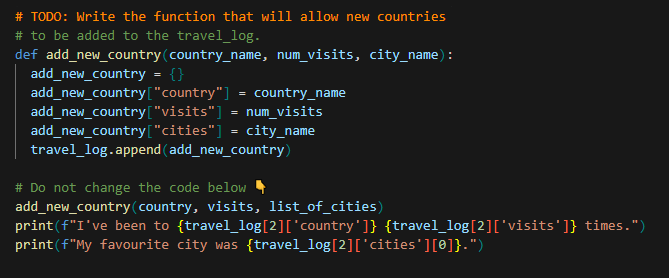 # TODO: Write the function that will allow new countries
# to be added to the travel_log.
def add_new_country(country_name, num_visits, city_name):
  add_new_country = {}
  add_new_country["country"] = country_name
  add_new_country["visits"] = num_visits
  add_new_country["cities"] = city_name
  travel_log.append(add_new_country)

# Do not change the code below 👇
add_new_country(country, visits, list_of_cities)
print(f"I've been to {travel_log[2]['country']} {travel_log[2]['visits']} times.")
print(f"My favourite city was {travel_log[2]['cities'][0]}.")